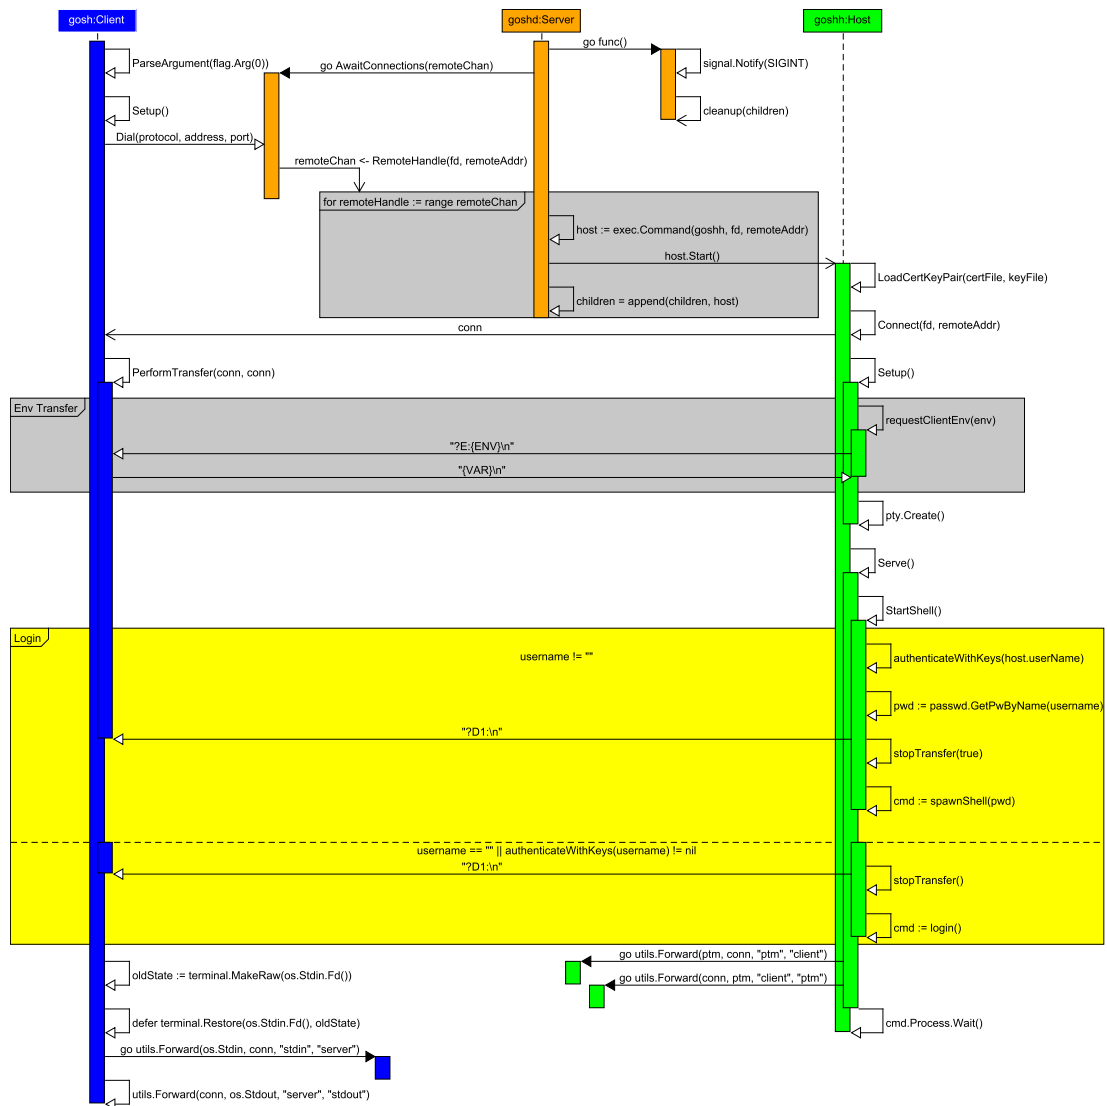 gosh:Client
goshd:Server
goshh:Host
go func()
ParseArgument(flag.Arg(0))
go AwaitConnections(remoteChan)
signal.Notify(SIGINT)
Setup()
cleanup(children)
Dial(protocol, address, port)
remoteChan <- RemoteHandle(fd, remoteAddr)
for remoteHandle := range remoteChan
host := exec.Command(goshh, fd, remoteAddr)
host.Start()
LoadCertKeyPair(certFile, keyFile)
children = append(children, host)
conn
Connect(fd, remoteAddr)
PerformTransfer(conn, conn)
Setup()
Env Transfer
requestClientEnv(env)
"?E:{ENV}\n"
"{VAR}\n"
pty.Create()
Serve()
StartShell()
Login
username != ""
authenticateWithKeys(host.userName)
pwd := passwd.GetPwByName(username)
"?D1:\n"
stopTransfer(true)
cmd := spawnShell(pwd)
username == "" || authenticateWithKeys(username) != nil
"?D1:\n"
stopTransfer()
cmd := login()
go utils.Forward(ptm, conn, "ptm", "client")
oldState := terminal.MakeRaw(os.Stdin.Fd())
go utils.Forward(conn, ptm, "client", "ptm")
defer terminal.Restore(os.Stdin.Fd(), oldState)
cmd.Process.Wait()
go utils.Forward(os.Stdin, conn, "stdin", "server")
utils.Forward(conn, os.Stdout, "server", "stdout")